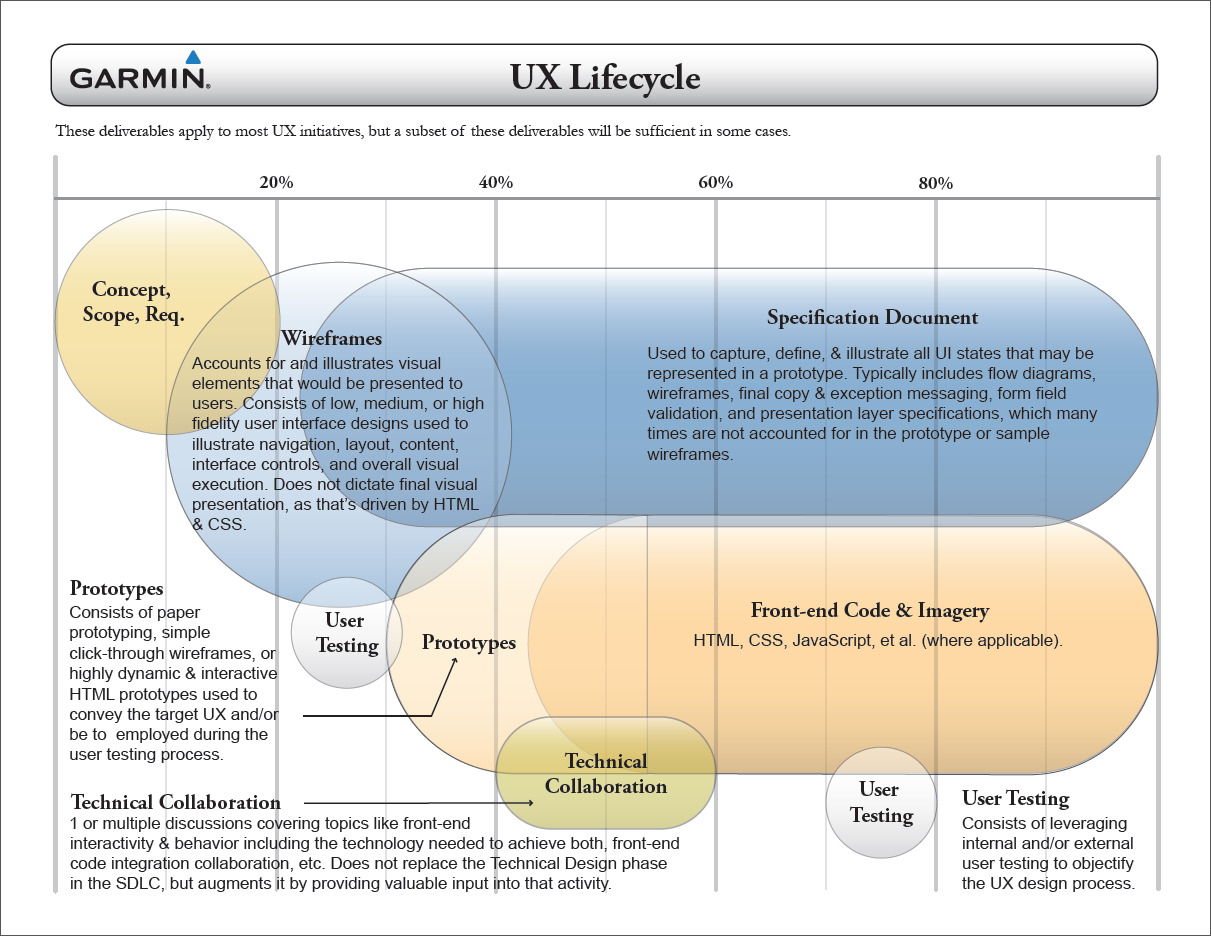 GARMIN®
UX Lifecycle
These deliverables apply to most UX initiatives, but a subset of these deliverables will be sufficient in some cases.
20%
40%
60%
80%
Concept,
Scope, Req.
Wireframes
Accounts for and illustrates visual
elements that would be presented to
users. Consists of low, medium, or high
fidelity user interface designs used to
illustrate navigation, layout, content,
interface controls, and overall visual
execution. Does not dictate final visual
presentation, as that's driven by HTML
& CSS.
Specification Document
Used to capture, define, & illustrate all UI states that may be
represented in a prototype. Typically includes flow diagrams,
wireframes, final copy & exception messaging, form field
validation, and presentation layer specifications, which many
times are not accounted for in the prototype or sample
wireframes.
Prototypes
Consists of paper
prototyping, simple
click-through wireframes, or
highly dynamic & interactive
HTML prototypes used to
convey the target UX and/or
be to employed during the
user testing process.
User
Testing
Prototypes
Front-end Code & Imagery
HTML, CSS, JavaScript, et al. (where applicable).
Technical
Collaboration
Technical Collaboration
1 or multiple discussions covering topics like front-end
interactivity & behavior including the technology needed to achieve both, front-end
code integration collaboration, etc. Does not replace the Technical Design phase
in the SDLC, but augments it by providing valuable input into that activity.
User
Testing
User Testing
Consists of leveraging
internal and/or external
user testing to objectify
the UX design process.